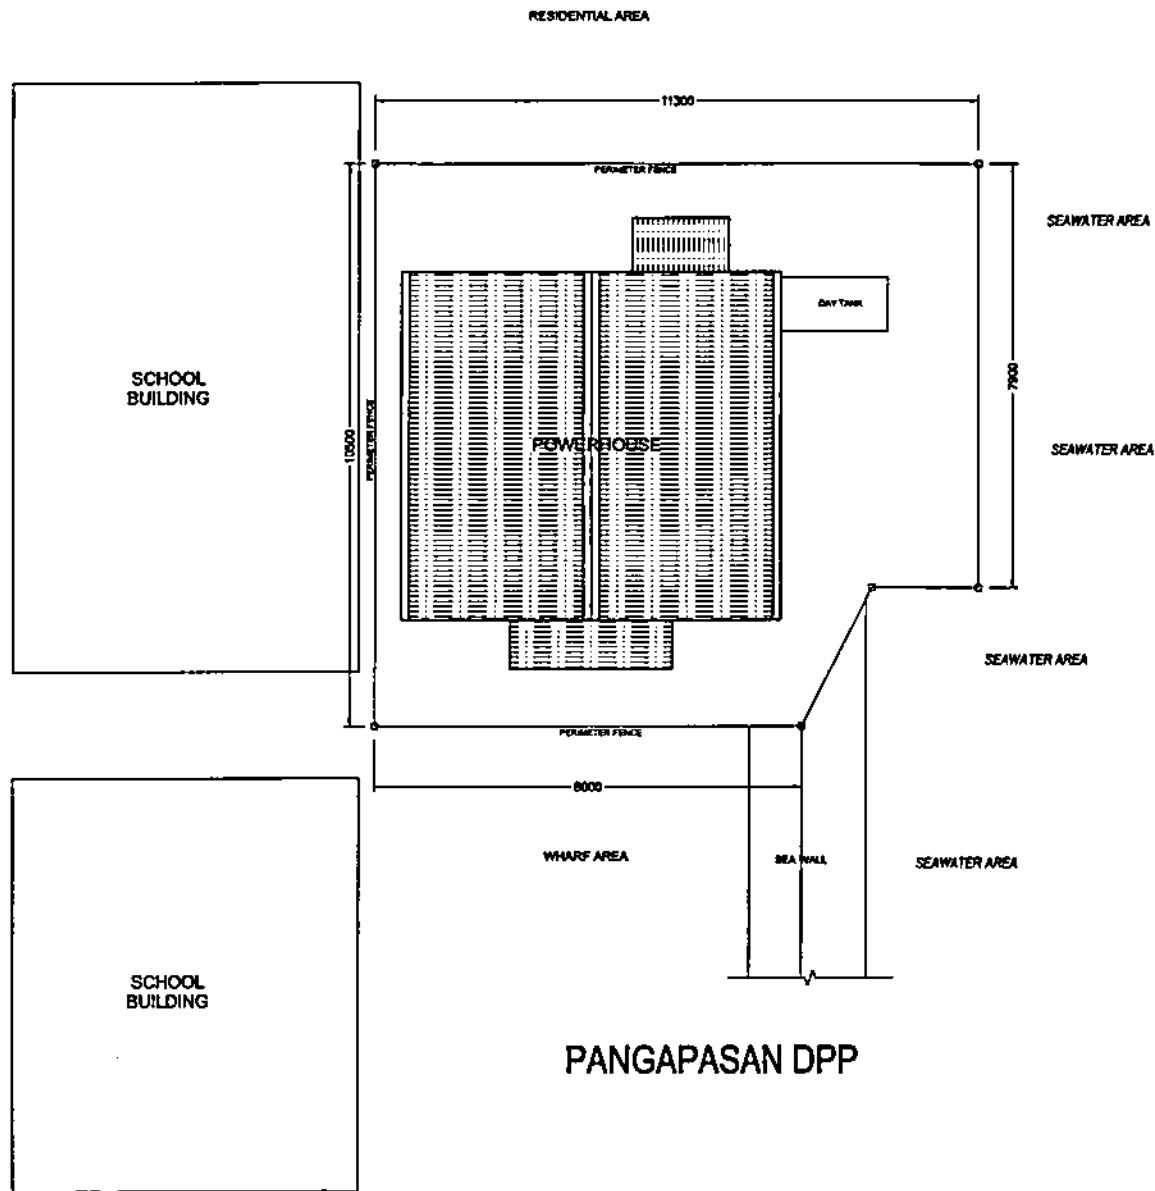 RESIDENTIAL AREA
11300
PERIMETER FENCE
SEAWATER AREA
DAY TANK
SCHOOL
BUILDING
7900
PERIMETER FENCE
10500
POWERHOUSE
SEAWATER AREA
SEAWATER AREA
PERIMETER FENCE
8000
WHARF AREA
SEA WALL
SEAWATER AREA
SCHOOL
BUILDING
PANGAPASAN DPP